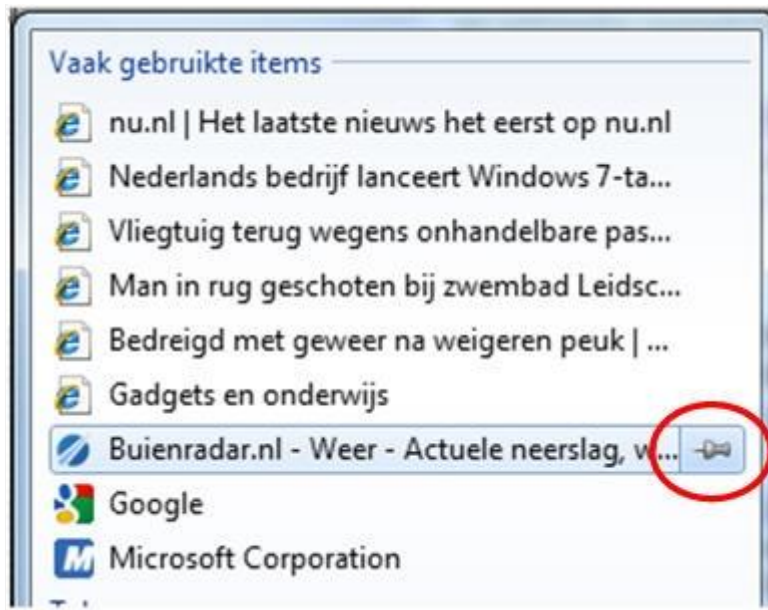 Vaak gebruikte items
nu.nl | Het laatste nieuws het eerst op nu.nl
Nederlands bedrijf lanceert Windows 7-ta...
Vliegtuig terug wegens onhandelbare pas...
Man in rug geschoten bij zwembad Leidsc...
Bedreigd met geweer na weigeren peuk | ...
Gadgets en onderwijs
Buienradar.nl - Weer - Actuele neerslag, w...
Google
Microsoft Corporation